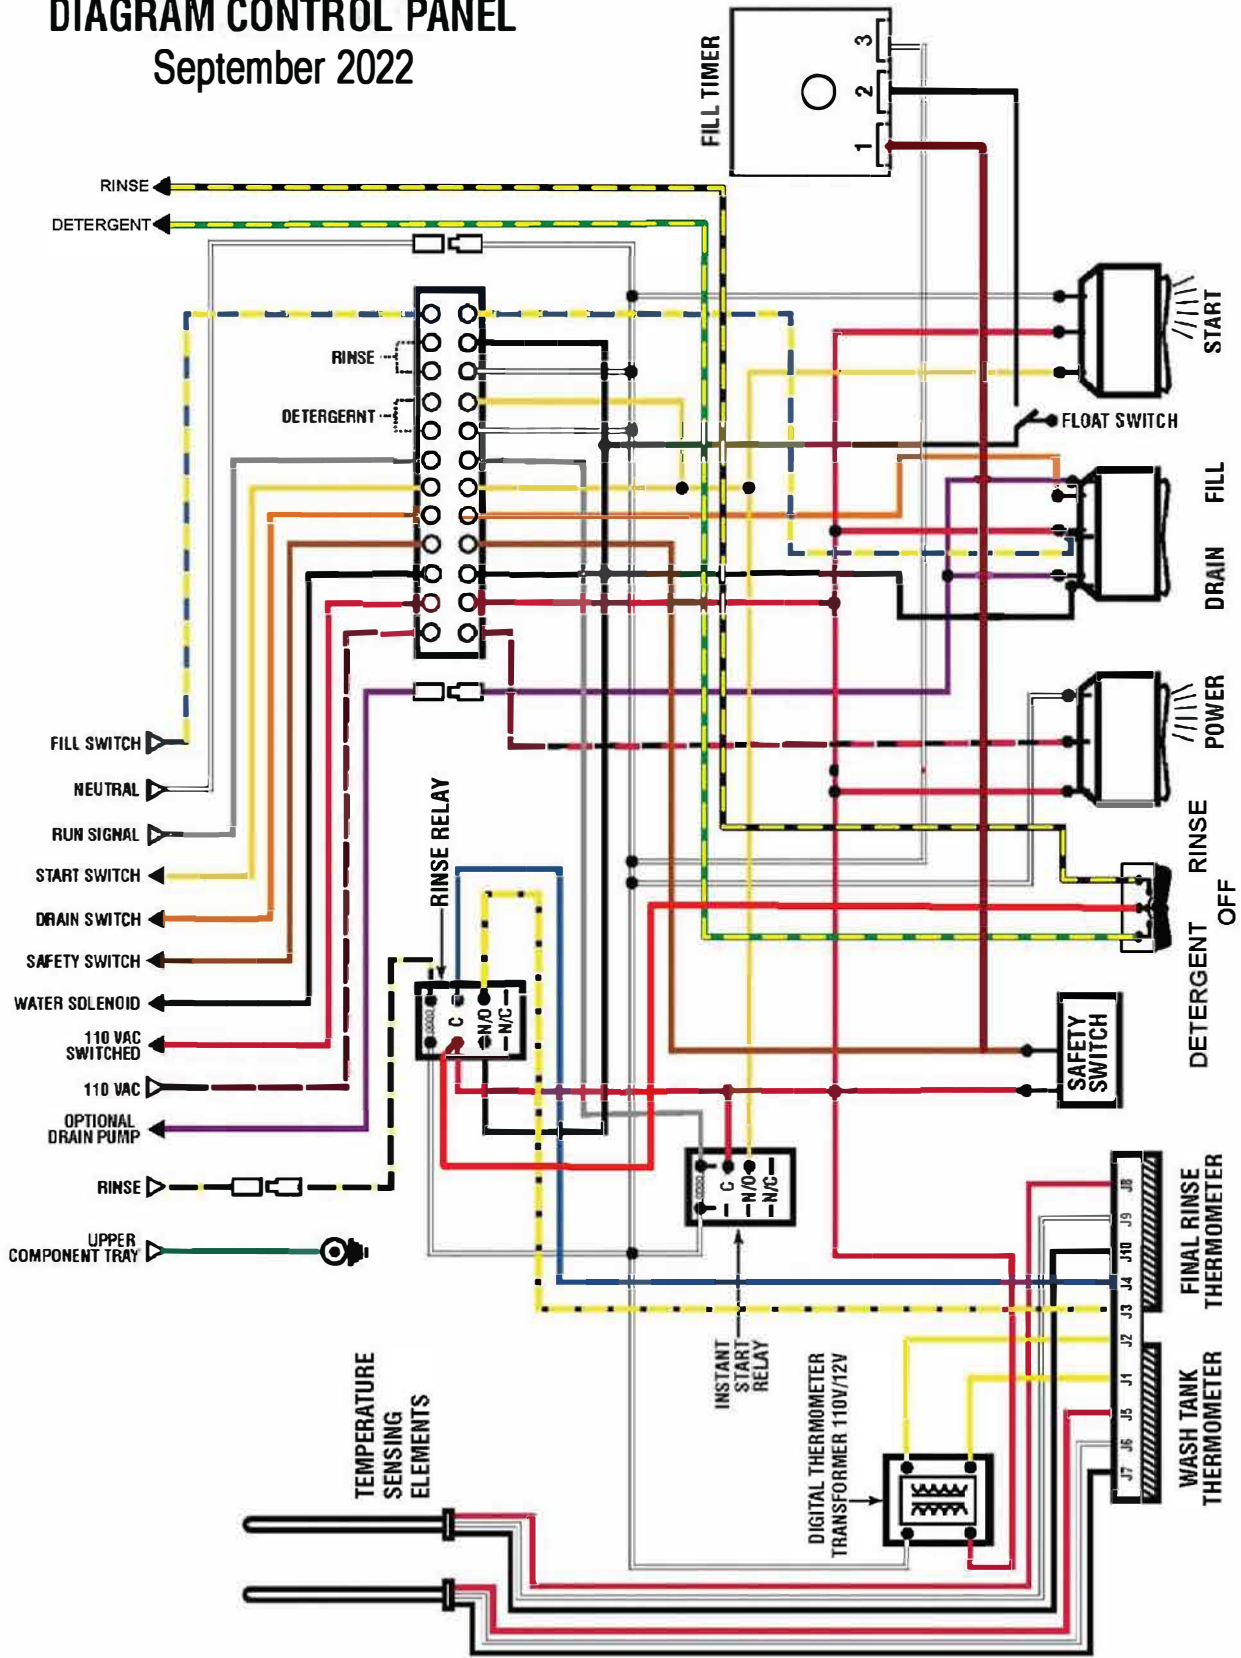 DIAGRAM CONTROL PANEL
September 2022
FILL TIMER
3
2
1
RINSE
DETERGENT
RINSE
DETERGERNT
START
FLOAT SWITCH
FILL
DRAIN
POWER
RINSE
OFF
DETERGENT
FILL SWITCH
NEUTRAL
RUN SIGNAL
START SWITCH
DRAIN SWITCH
SAFETY SWITCH
WATER SOLENOID
110 VAC
SWITCHED
110 VAC
OPTIONAL
DRAIN PUMP
RINSE
UPPER
COMPONENT TRAY
RINSE RELAY
C
N/O
N/C
SAFETY
SWITCH
C
N/O
N/C
INSTANT
START
RELAY
J8
J9
J10
J4
J3
J2
J1
J5
J6
J7
FINAL RINSE
THERMOMETER
WASH TANK
THERMOMETER
DIGITAL THERMOMETER
TRANSFORMER 110V/12V
TEMPERATURE
SENSING
ELEMENTS